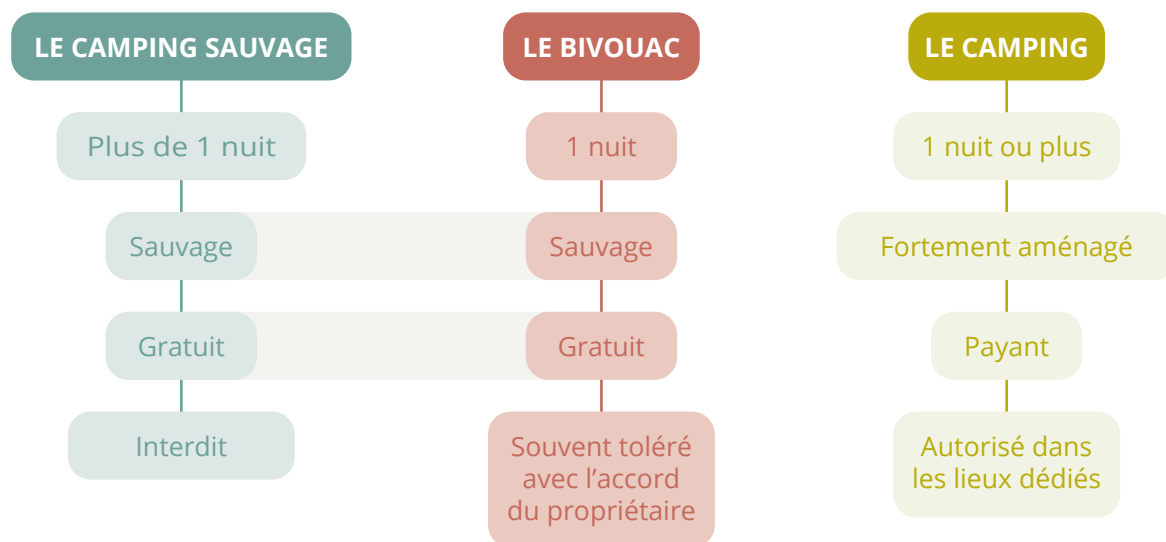 LE CAMPING SAUVAGE
Plus de 1 nuit
Sauvage
Gratuit
Interdit
LE BIVOUAC
1 nuit
Sauvage
Gratuit
Souvent toléré
avec l’accord
du propriétaire
LE CAMPING
1 nuit ou plus
Fortement aménagé
Payant
Autorisé dans
les lieux dédiés